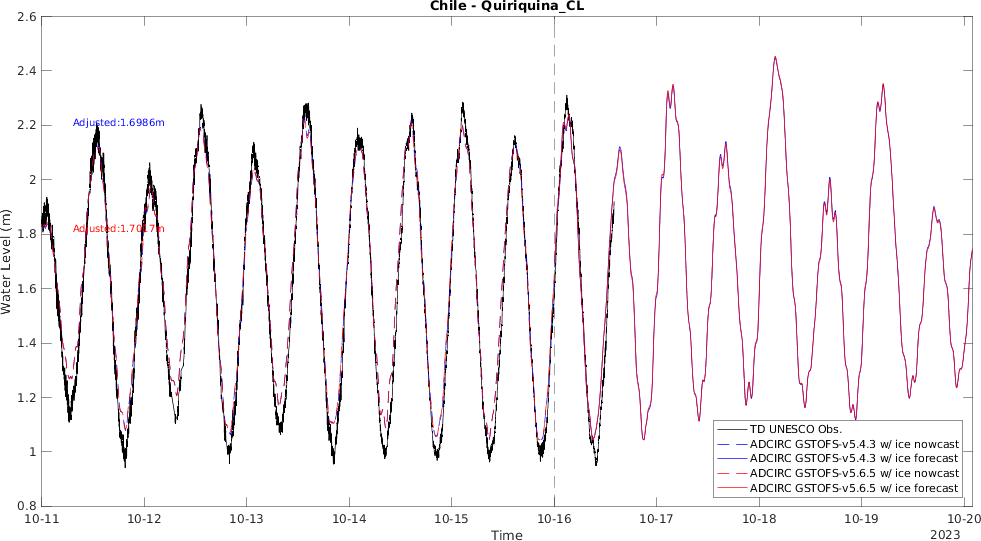 Chile - Quiriquina_CL
2.6
2.4
2.2
2
1.8
1.6
1.4
1.2
1
0.8
Water Level (m)
Adjusted:1.6986m
TD UNESCO Obs.
ADCIRC GSTOFS-v5.4.3 w/ ice nowcast
ADCIRC GSTOFS-v5.4.3 w/ ice forecast
ADCIRC GSTOFS-v5.6.5 w/ ice nowcast
ADCIRC GSTOFS-v5.6.5 w/ ice forecast
10-11 10-12 10-13 10-14 10-15 10-16 10-17 10-18 10-19 10-20
Time
2023